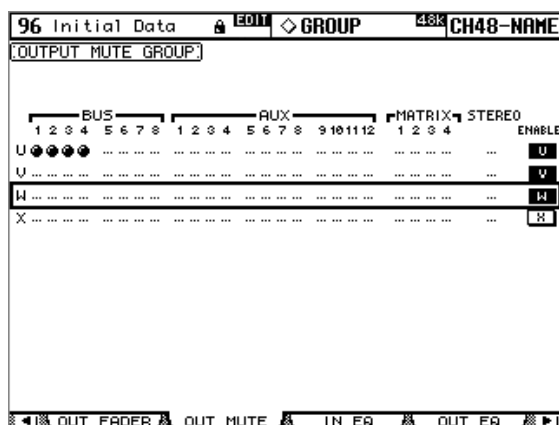 96 Initial Data EDIT GROUP 48K CH48-NAME
OUTPUT MUTE GROUP
BUS AUX MATRIX STEREO
1 2 3 4 5 6 7 8 1 2 3 4 5 6 7 8 9 10 11 12 1 2 3 4 ENABLE
U U
V V
W W
X X
OUT FADER OUT MUTE IN EQ OUT EQ